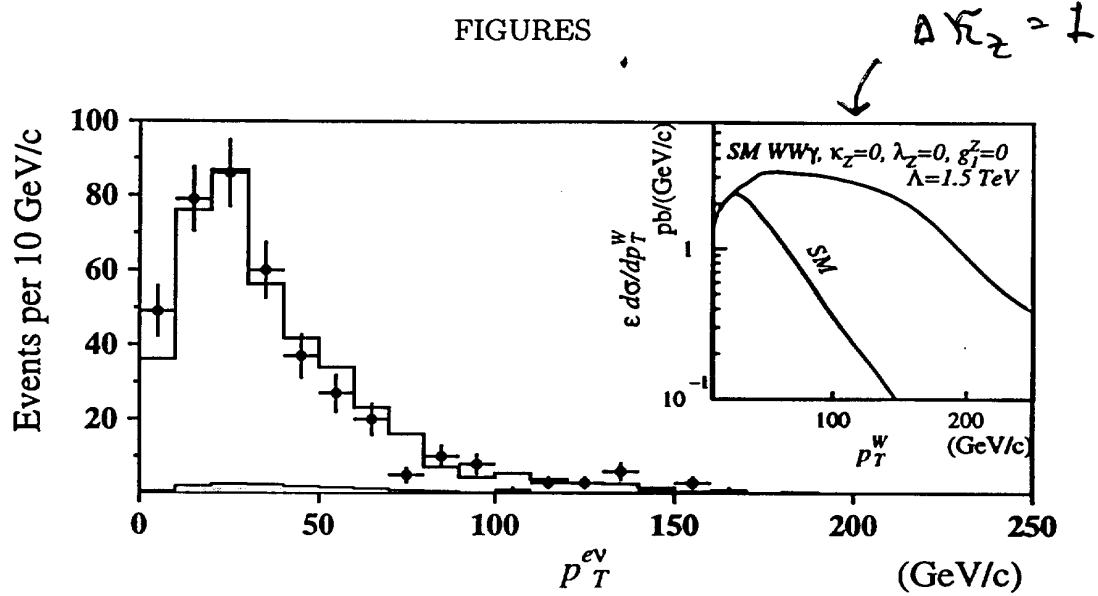 FIGURES
Δ κ_Z = 1
SM WWγ, κ_Z=0, λ_Z=0, g_1^Z=0
Λ=1.5 TeV
ε dσ/dp_T^W pb/(GeV/c)
1
10^-1
SM
100 200
p_T^W (GeV/c)
Events per 10 GeV/c
100
80
60
40
20
0 50 100 150 200 250
p_T^eν (GeV/c)